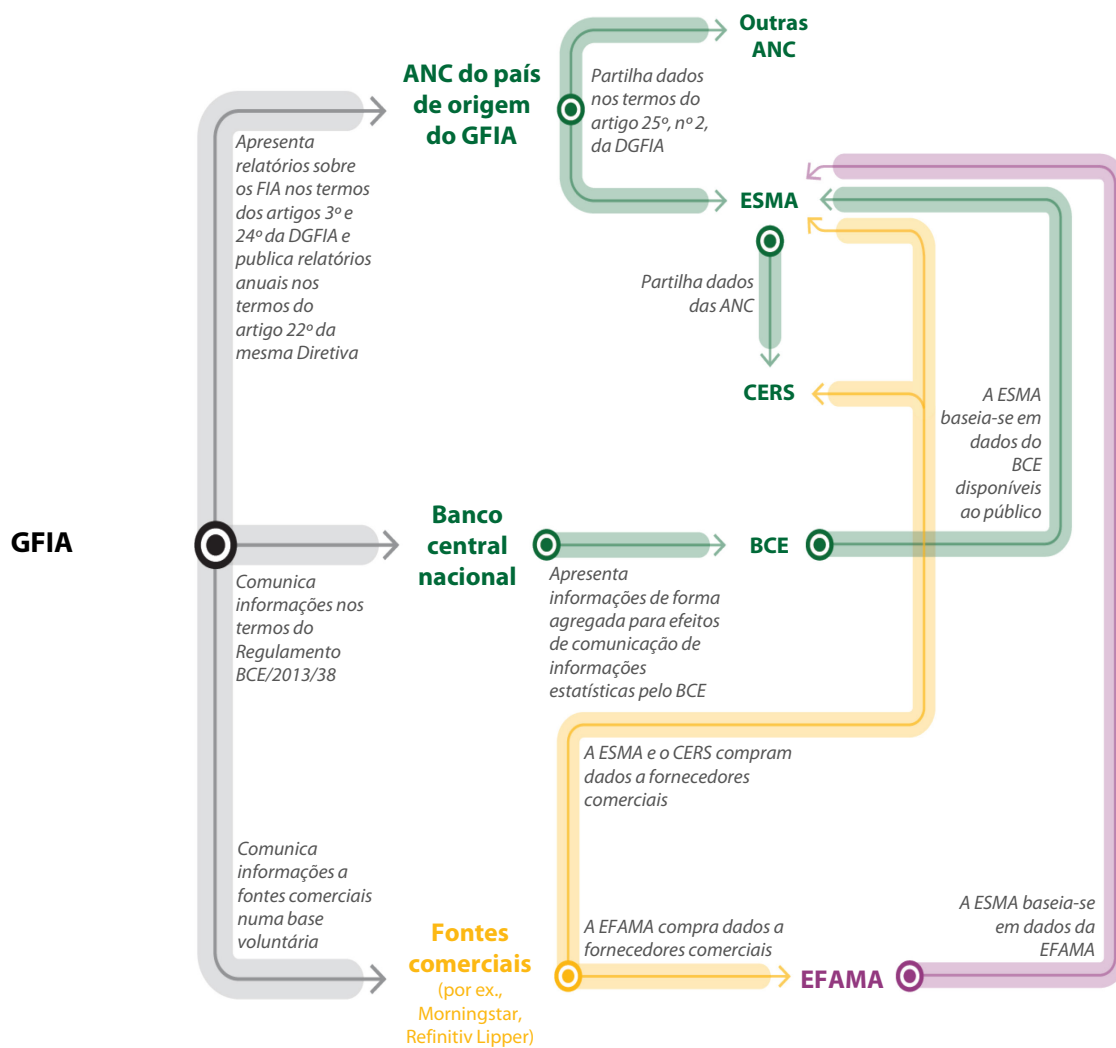 Outras
ANC
ANC do país
de origem
do GFIA
Partilha dados
nos termos do
artigo 25º, nº 2,
da DGFIA
Apresenta
relatórios sobre
os FIA nos termos
dos artigos 3º e
24º da DGFIA e
publica relatórios
anuais nos
termos do
artigo 22º da
mesma Diretiva
ESMA
Partilha dados
das ANC
CERS
A ESMA
baseia-se em
dados do
BCE
disponíveis
ao público
GFIA
Banco
central
nacional
BCE
Comunica
informações nos
termos do
Regulamento
BCE/2013/38
Apresenta
informações de forma
agregada para efeitos
de comunicação de
informações
estatísticas pelo BCE
A ESMA e o CERS compram
dados a fornecedores
comerciais
Comunica
informações a
fontes comerciais
numa base
voluntária
Fontes
comerciais
(por ex.,
Morningstar,
Refinitiv Lipper)
A EFAMA compra dados a
fornecedores comerciais
EFAMA
A ESMA baseia-se
em dados da
EFAMA